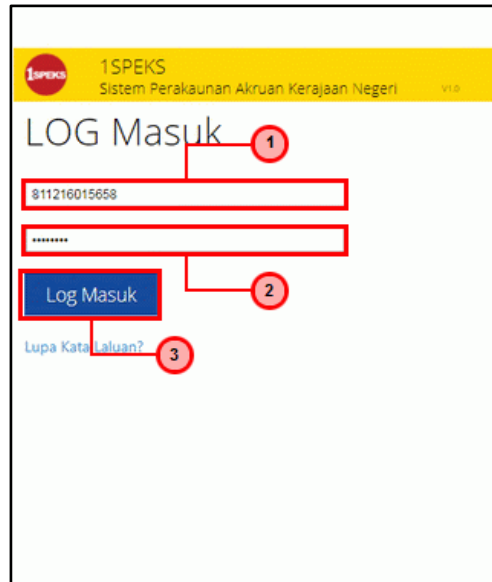 1SPEKS
1SPEKS
Sistem Perakaunan Akruan Kerajaan Negeri V1.0
LOG Masuk
1
811216015658
••••••••
2
Log Masuk
Lupa Kata Laluan?
3